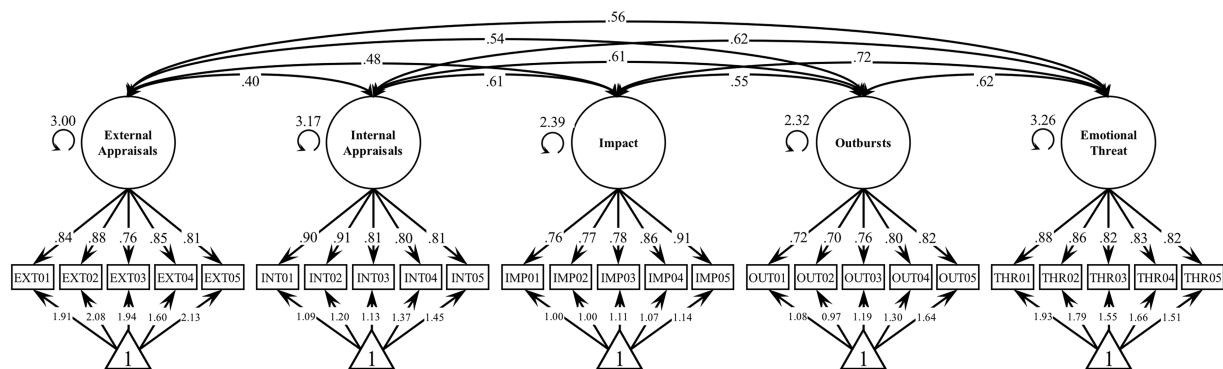 .56
.54
.62
.48
.61
.72
.40
.61
.55
.62
3.00
External
Appraisals
3.17
Internal
Appraisals
2.39
Impact
2.32
Outbursts
3.26
Emotional
Threat
.84 .88 .76 .85 .81
.90 .91 .81 .80 .81
.76 .77 .78 .86 .91
.72 .70 .76 .80 .82
.88 .86 .82 .83 .82
EXT01 EXT02 EXT03 EXT04 EXT05
INT01 INT02 INT03 INT04 INT05
IMP01 IMP02 IMP03 IMP04 IMP05
OUT01 OUT02 OUT03 OUT04 OUT05
THR01 THR02 THR03 THR04 THR05
1.91 2.08 1.94 1.60 2.13
1.09 1.20 1.13 1.37 1.45
1.00 1.00 1.11 1.07 1.14
1.08 0.97 1.19 1.30 1.64
1.93 1.79 1.55 1.66 1.51
1
1
1
1
1